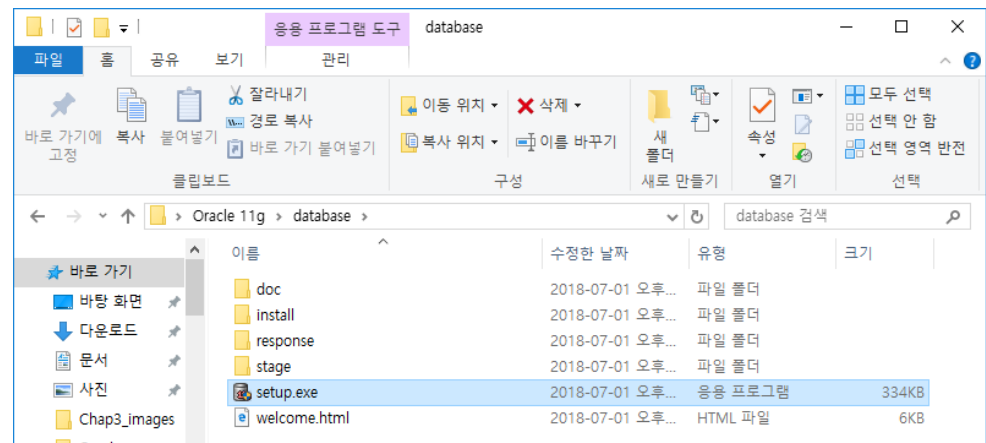 응용 프로그램 도구 database
파일 홈 공유 보기 관리
바로 가기에 고정
복사
붙여넣기
잘라내기
경로 복사
바로 가기 붙여넣기
클립보드
이동 위치
복사 위치
삭제
이름 바꾸기
구성
새 폴더
새로 만들기
속성
열기
모두 선택
선택 안 함
선택 영역 반전
선택
Oracle 11g > database >
database 검색
바로 가기
바탕 화면
다운로드
문서
사진
Chap3_images
이름 수정한 날짜 유형 크기
doc 2018-07-01 오후... 파일 폴더
install 2018-07-01 오후... 파일 폴더
response 2018-07-01 오후... 파일 폴더
stage 2018-07-01 오후... 파일 폴더
setup.exe 2018-07-01 오후... 응용 프로그램 334KB
welcome.html 2018-07-01 오후... HTML 파일 6KB